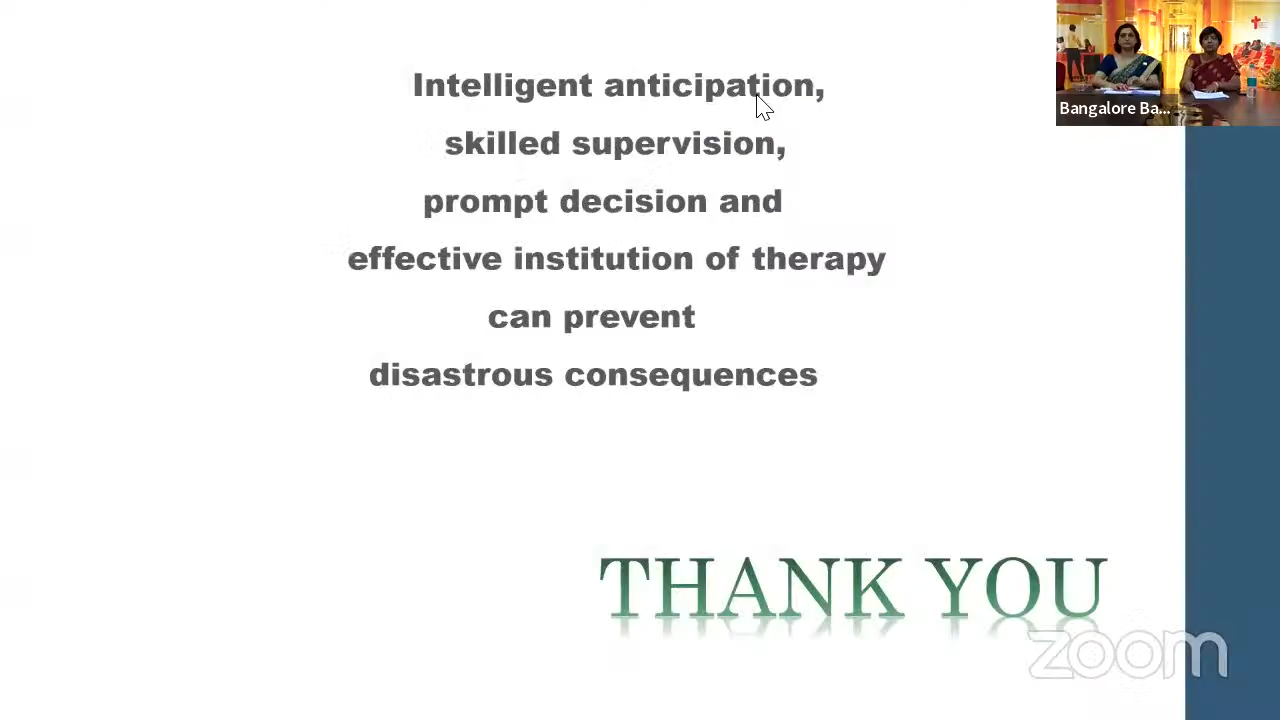 Intelligent anticipation,
skilled supervision,
prompt decision and
effective institution of therapy
can prevent
disastrous consequences
THANK YOU
zoom
Bangalore Ba...